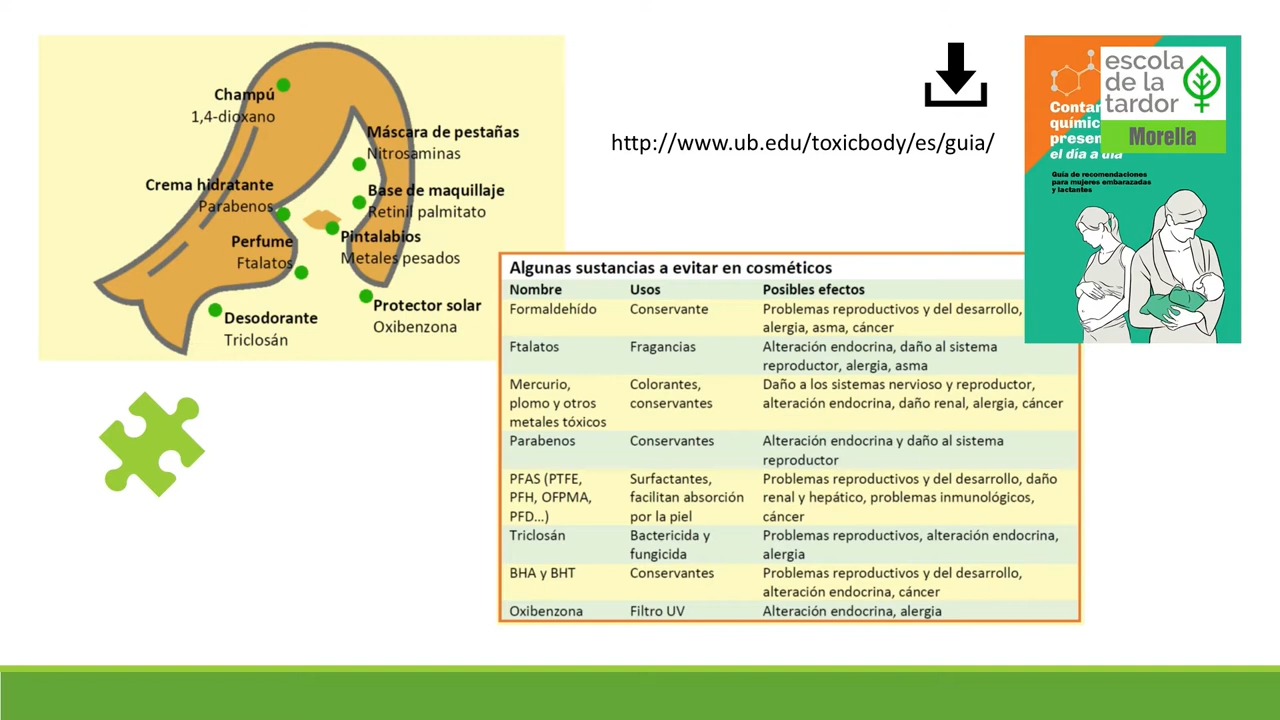 Champú
1,4-dioxano
Máscara de pestañas
Nitrosaminas
Crema hidratante
Parabenos
Base de maquillaje
Retinil palmitato
Perfume
Ftalatos
Pintalabios
Metales pesados
Protector solar
Oxibenzona
Desodorante
Triclosán
http://www.ub.edu/toxicbody/es/guia/
escola
de la
tardor
Morella
Contar
químic
prese
el día a día
Guía de recomendaciones
para mujeres embarazadas
y lactantes
Algunas sustancias a evitar en cosméticos
Nombre Usos Posibles efectos
Formaldehído Conservante Problemas reproductivos y del desarrollo,
alergia, asma, cáncer
Ftalatos Fragancias Alteración endocrina, daño al sistema
reproductor, alergia, asma
Mercurio, Colorantes, Daño a los sistemas nervioso y reproductor,
plomo y otros conservantes alteración endocrina, daño renal, alergia, cáncer
metales tóxicos
Parabenos Conservantes Alteración endocrina y daño al sistema
reproductor
PFAS (PTFE, Surfactantes, Problemas reproductivos y del desarrollo, daño
PFH, OFPMA, facilitan absorción renal y hepático, problemas inmunológicos,
PFD...) por la piel cáncer
Triclosán Bactericida y Problemas reproductivos, alteración endocrina,
fungicida alergia
BHA y BHT Conservantes Problemas reproductivos y del desarrollo,
alteración endocrina, cáncer
Oxibenzona Filtro UV Alteración endocrina, alergia